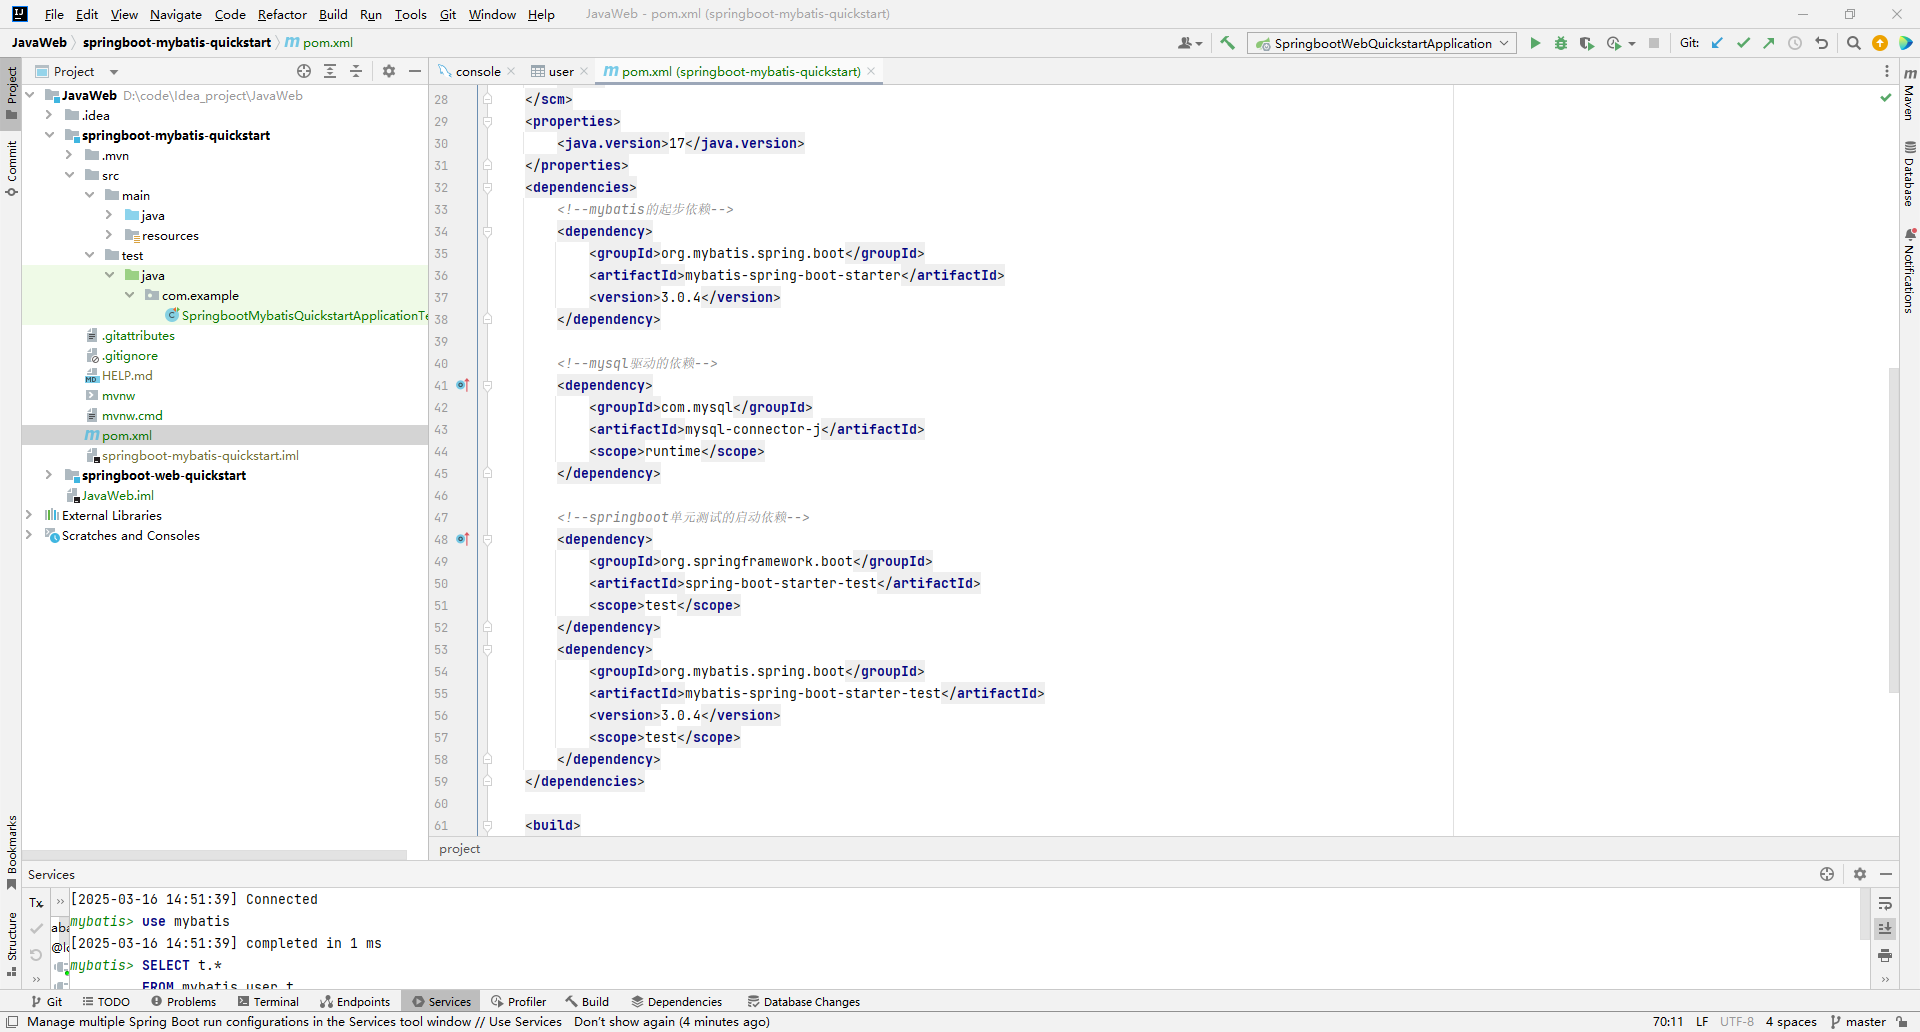 File Edit View Navigate Code Refactor Build Run Tools Git Window Help JavaWeb - pom.xml (springboot-mybatis-quickstart)
JavaWeb springboot-mybatis-quickstart m pom.xml
SpringbootWebQuickstartApplication Git:
Project
console user m pom.xml (springboot-mybatis-quickstart)
Project
Commit
Bookmarks
Structure
JavaWeb D:\code\Idea_project\JavaWeb
.idea
springboot-mybatis-quickstart
.mvn
src
main
java
resources
test
java
com.example
SpringbootMybatisQuickstartApplicationTe
.gitattributes
.gitignore
HELP.md
mvnw
mvnw.cmd
pom.xml
springboot-mybatis-quickstart.iml
springboot-web-quickstart
JavaWeb.iml
External Libraries
Scratches and Consoles
28 </scm>
29 <properties>
30 <java.version>17</java.version>
31 </properties>
32 <dependencies>
33 <!--mybatis的起步依赖-->
34 <dependency>
35 <groupId>org.mybatis.spring.boot</groupId>
36 <artifactId>mybatis-spring-boot-starter</artifactId>
37 <version>3.0.4</version>
38 </dependency>
39
40 <!--mysql驱动的依赖-->
41 <dependency>
42 <groupId>com.mysql</groupId>
43 <artifactId>mysql-connector-j</artifactId>
44 <scope>runtime</scope>
45 </dependency>
46
47 <!--springboot单元测试的启动依赖-->
48 <dependency>
49 <groupId>org.springframework.boot</groupId>
50 <artifactId>spring-boot-starter-test</artifactId>
51 <scope>test</scope>
52 </dependency>
53 <dependency>
54 <groupId>org.mybatis.spring.boot</groupId>
55 <artifactId>mybatis-spring-boot-starter-test</artifactId>
56 <version>3.0.4</version>
57 <scope>test</scope>
58 </dependency>
59 </dependencies>
60
61 <build>
project
m Maven
Database
Notifications
Services
Tx
[2025-03-16 14:51:39] Connected
mybatis> use mybatis
[2025-03-16 14:51:39] completed in 1 ms
mybatis> SELECT t.*
FROM mybatis.user t
aba
@lo
Git TODO Problems Terminal Endpoints Services Profiler Build Dependencies Database Changes
Manage multiple Spring Boot run configurations in the Services tool window // Use Services Don't show again (4 minutes ago) 70:11 LF UTF-8 4 spaces master